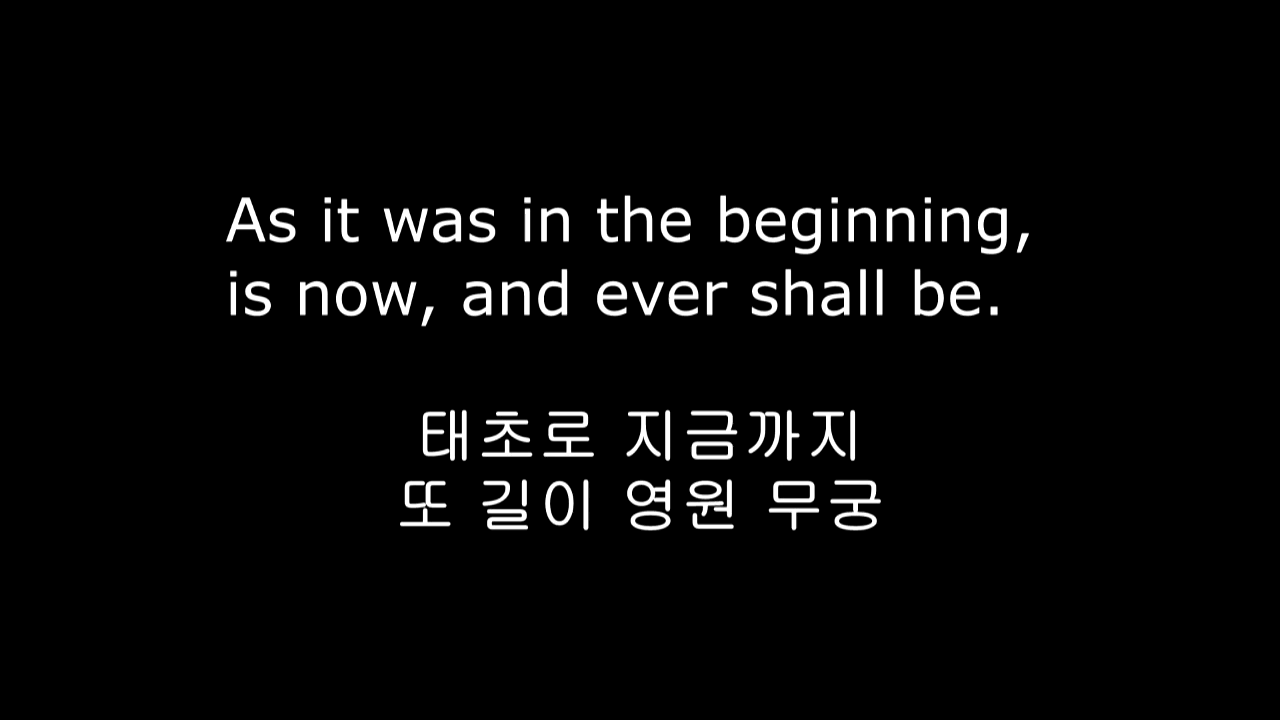 As it was in the beginning,
is now, and ever shall be.
태초로 지금까지
또 길이 영원 무궁